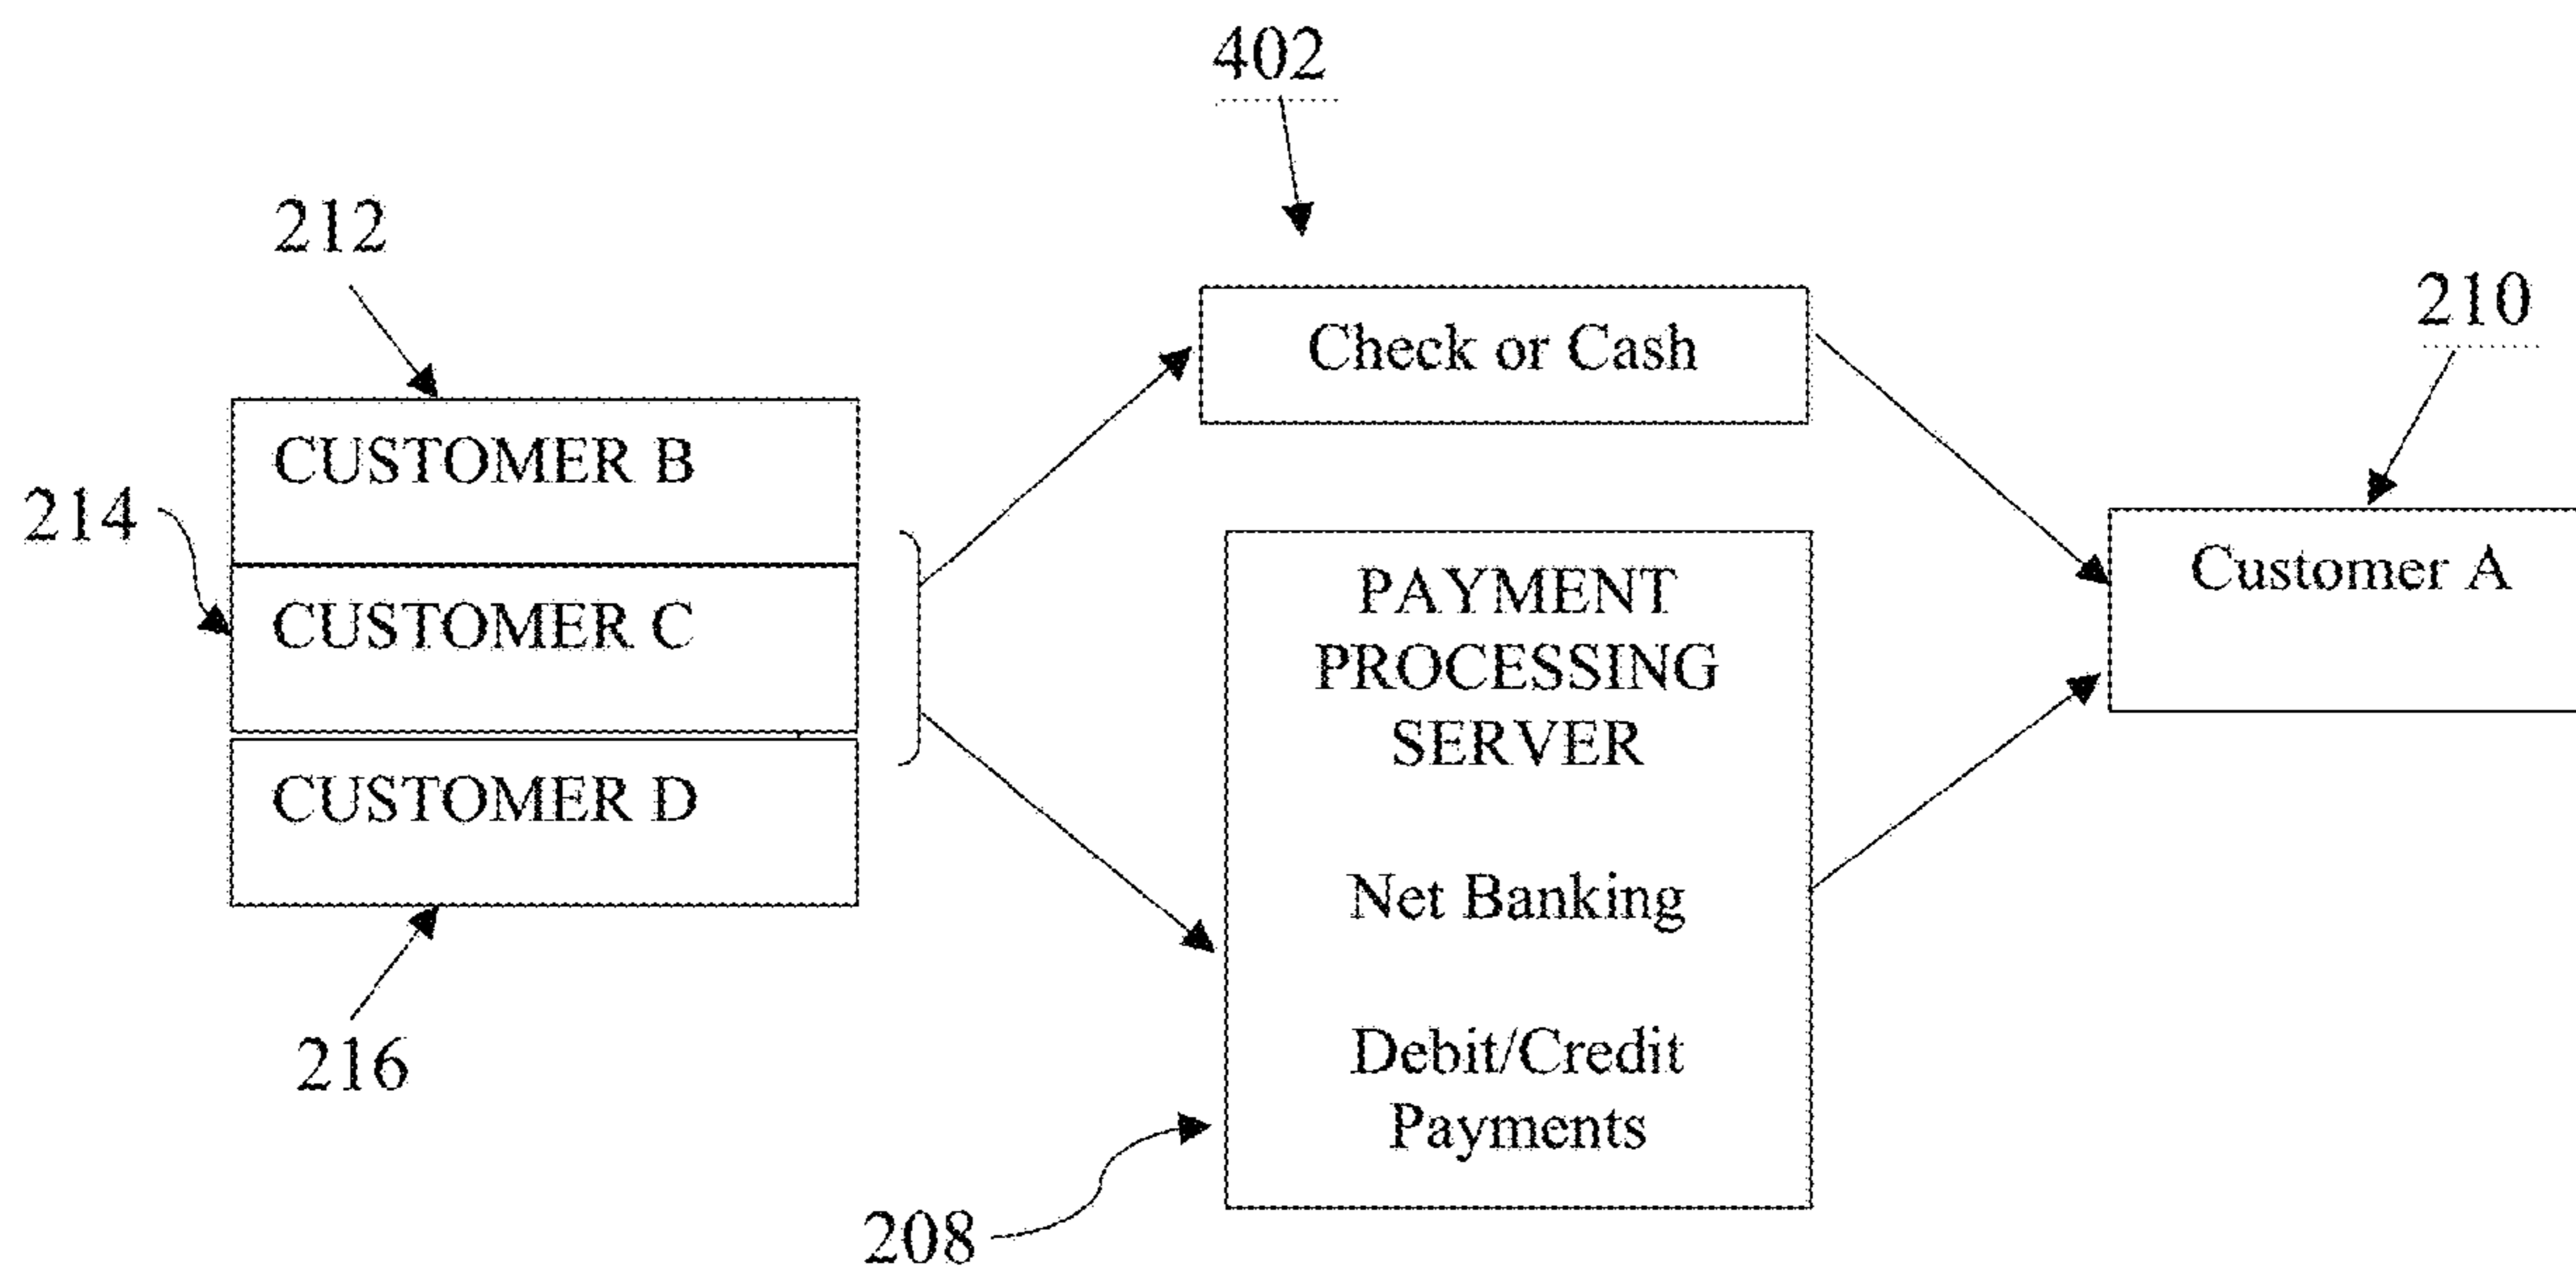 402
212
210
Check or Cash
CUSTOMER B
214
Customer A
PAYMENT
PROCESSING
SERVER
CUSTOMER C
CUSTOMER D
Net Banking
216
Debit/Credit
Payments
208